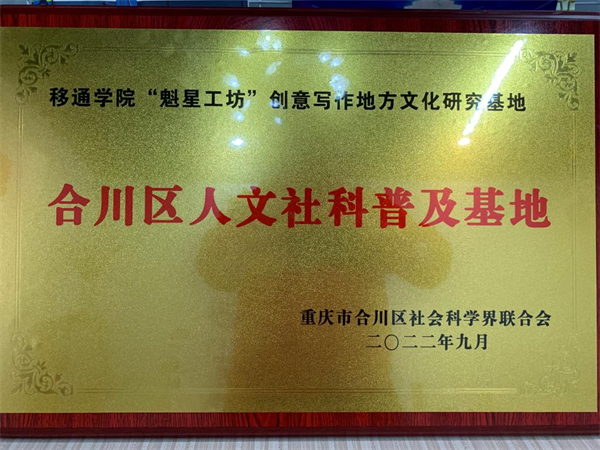 移通学院“魁星工坊”创意写作地方文化研究基地
合川区人文社科普及基地
重庆市合川区社会科学界联合会
二〇二二年九月